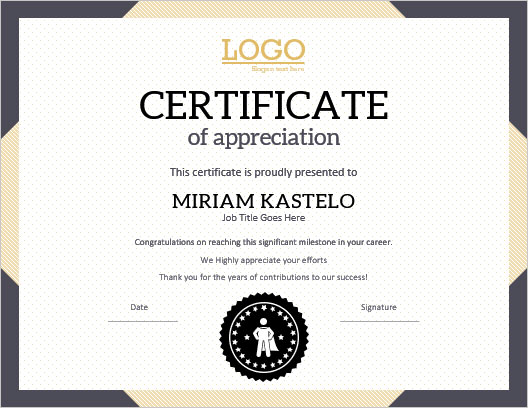 LOGO
Slogan text here
CERTIFICATE
of appreciation
This certificate is proudly presented to
MIRIAM KASTELO
Job Title Goes Here
Congratulations on reaching this significant milestone in your career.
We Highly appreciate your efforts
Thank you for the years of contributions to our success!
Date
Signature